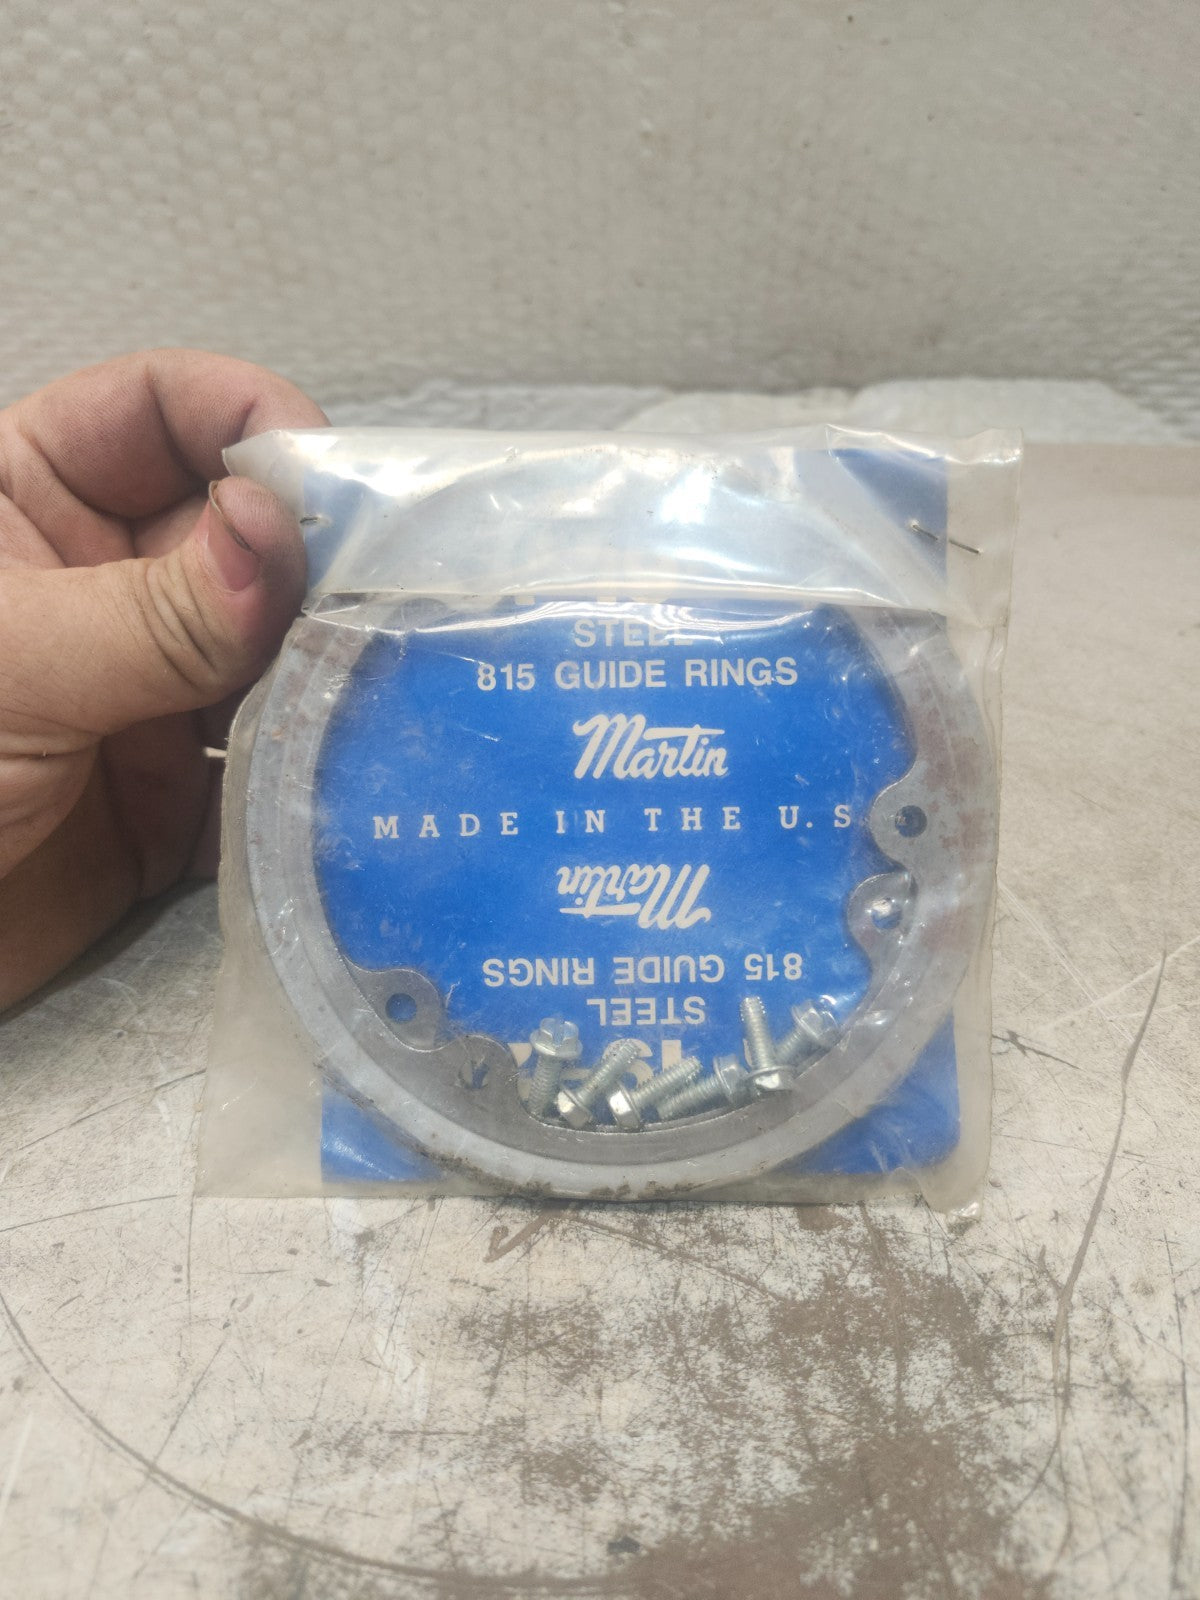 STEEL
815 GUIDE RINGS
Martin
MADE IN THE U.S
Martin
815 GUIDE RINGS
STEEL